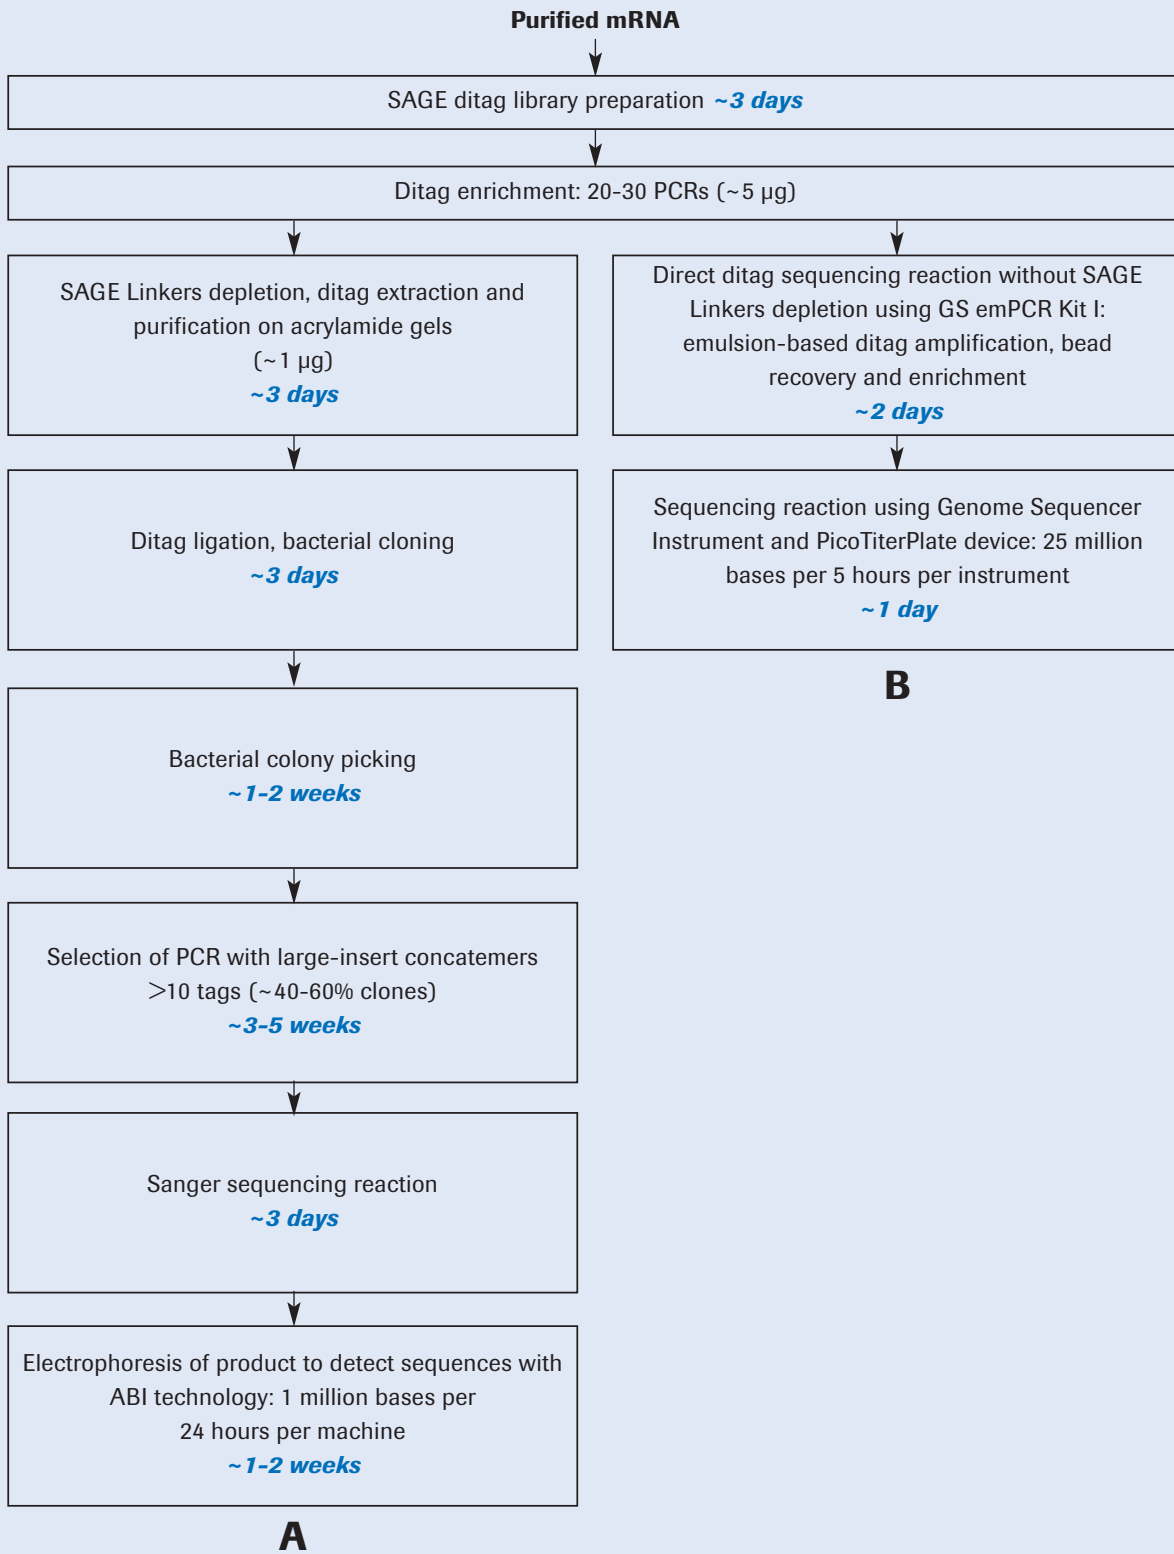 Purified mRNA
SAGE ditag library preparation ~3 days
Ditag enrichment: 20-30 PCRs (~5 µg)
SAGE Linkers depletion, ditag extraction and
purification on acrylamide gels
(~1 µg)
~3 days
Ditag ligation, bacterial cloning
~3 days
Bacterial colony picking
~1-2 weeks
Selection of PCR with large-insert concatemers
>10 tags (~40-60% clones)
~3-5 weeks
Sanger sequencing reaction
~3 days
Electrophoresis of product to detect sequences with
ABI technology: 1 million bases per
24 hours per machine
~1-2 weeks
A
Direct ditag sequencing reaction without SAGE
Linkers depletion using GS emPCR Kit I:
emulsion-based ditag amplification, bead
recovery and enrichment
~2 days
Sequencing reaction using Genome Sequencer
Instrument and PicoTiterPlate device: 25 million
bases per 5 hours per instrument
~1 day
B